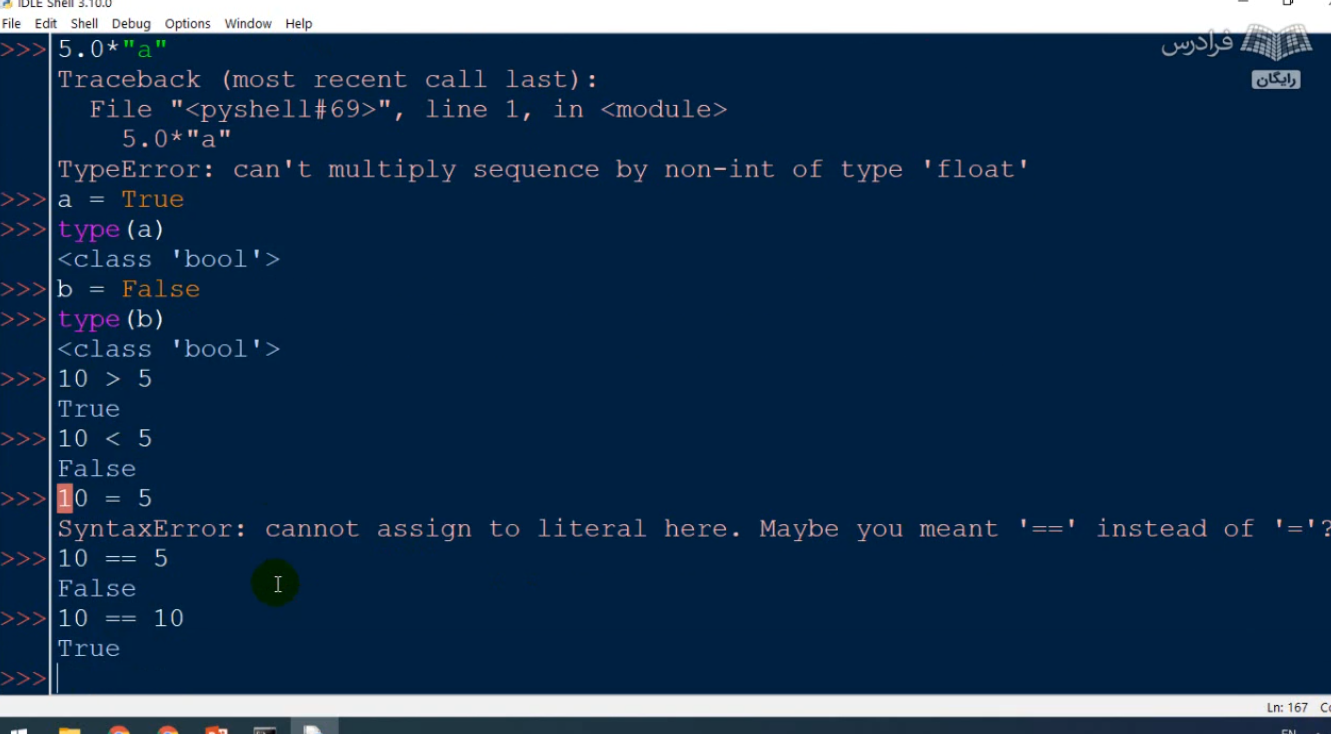 IDLE Shell 3.10.0
File Edit Shell Debug Options Window Help
فرادرس
رایگان
>>> 5.0*"a"
Traceback (most recent call last):
  File "<pyshell#69>", line 1, in <module>
    5.0*"a"
TypeError: can't multiply sequence by non-int of type 'float'
>>> a = True
>>> type(a)
<class 'bool'>
>>> b = False
>>> type(b)
<class 'bool'>
>>> 10 > 5
True
>>> 10 < 5
False
>>> 10 = 5
SyntaxError: cannot assign to literal here. Maybe you meant '==' instead of '='?
>>> 10 == 5
False
>>> 10 == 10
True
>>>
Ln: 167 Co
EN